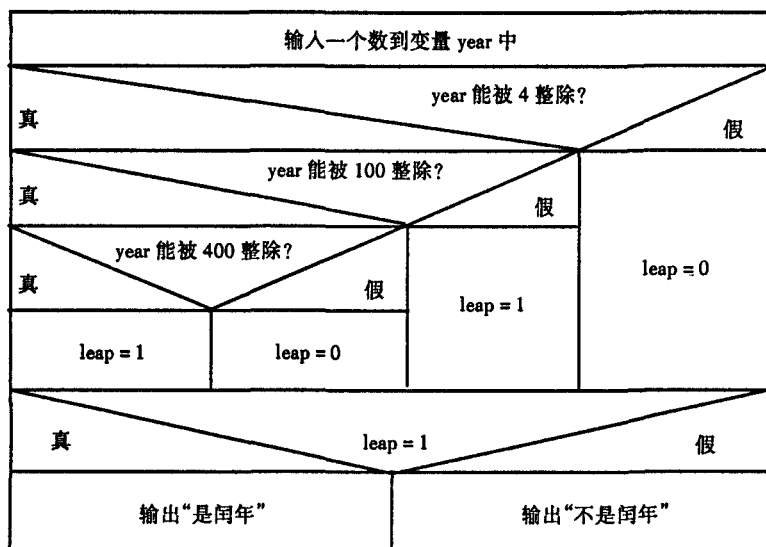 输入一个数到变量 year 中
year 能被 4 整除?
真
假
year 能被 100 整除?
真
假
year 能被 400 整除?
真
假
leap = 0
leap = 1
leap = 1
leap = 0
真
leap = 1
假
输出“是闰年”
输出“不是闰年”